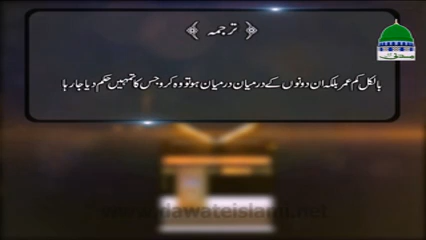 ترجمہ
بالکل کم عمر بلکہ ان دونوں کے درمیان درمیان ہو تو وہ کرو جس کا تمہیں حکم دیا جا رہا
www.dawateislami.net